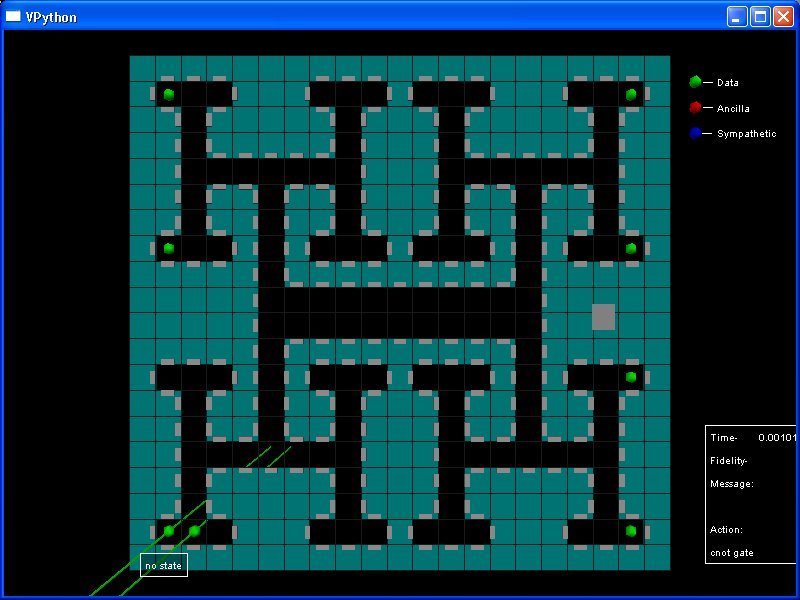 VPython
Data
Ancilla
Sympathetic
Time- 0.00101
Fidelity-
Message:
Action:
cnot gate
no state